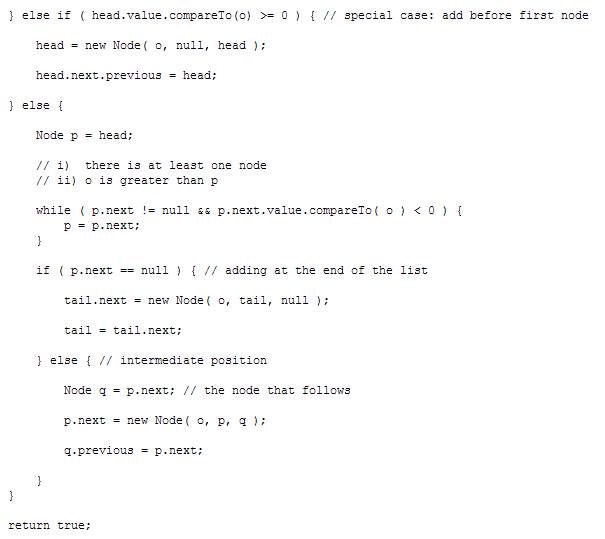 } else if ( head.value.compareTo(o) >= 0 ) { // special case: add before first node
head = new Node( o, null, head );
head.next.previous = head;
} else {
Node p = head;
// i)  there is at least one node
// ii) o is greater than p
while ( p.next != null && p.next.value.compareTo( o ) < 0 ) {
p = p.next;
}
if ( p.next == null ) { // adding at the end of the list
tail.next = new Node( o, tail, null );
tail = tail.next;
} else { // intermediate position
Node q = p.next; // the node that follows
p.next = new Node( o, p, q );
q.previous = p.next;
}
}
return true;